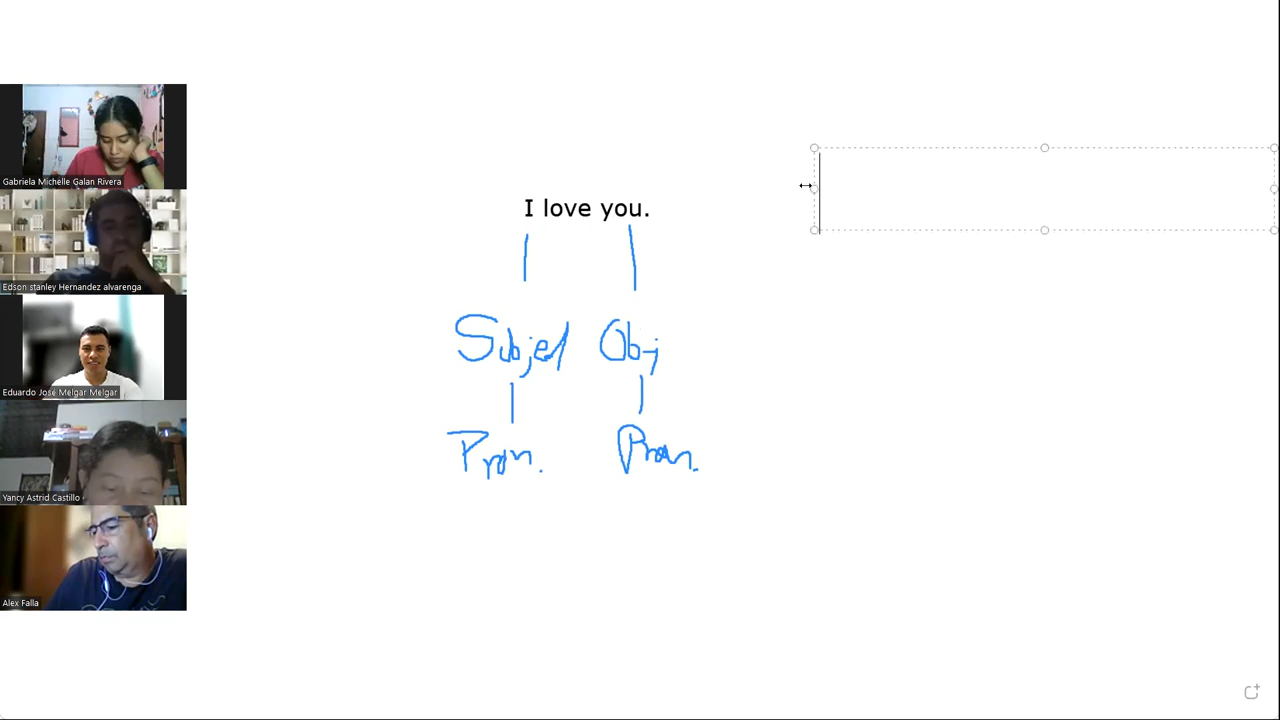 Gabriela Michelle Galan Rivera
Edson stanley Hernandez alvarenga
Eduardo José Melgar Melgar
Yancy Astrid Castillo
Alex Falla
I love you.
Subject Obj
Pron. Pron.